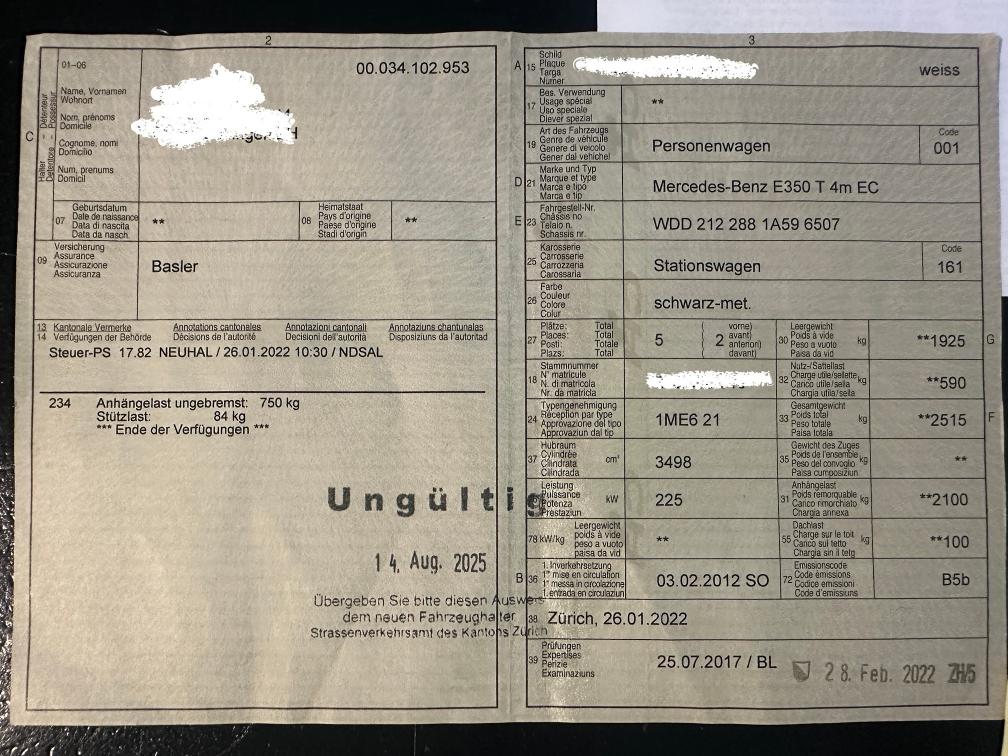 2
01-06
00.034.102.953
Halter
Détenteur
Detentore
Possessur
Name, Vornamen
Wohnort
Nom, prénoms
Domicile
Cognome, nomi
Domicilio
Num, prenums
Domicil
C
07
Geburtsdatum
Date de naissance
Data di nascita
Data da nasch.
**
08
Heimatstaat
Pays d'origine
Paese d'origine
Stadi d'origin
**
09
Versicherung
Assurance
Assicurazione
Assicuranza
Basler
13 Kantonale Vermerke Annotations cantonales Annotazioni cantonali Annotaziuns chantunalas
14 Verfügungen der Behörde Décisions de l'autorité Decisioni dell'autorità Disposiziuns da l'autoritad
Steuer-PS 17.82 NEUHAL / 26.01.2022 10:30 / NDSAL
234 Anhängelast ungebremst: 750 kg
Stützlast: 84 kg
*** Ende der Verfügungen ***
Ungültig
14. Aug. 2025
Übergeben Sie bitte diesen Ausweis
dem neuen Fahrzeughalter
Strassenverkehrsamt des Kantons Zürich
3
A 15
Schild
Plaque
Targa
Numer
weiss
17
Bes. Verwendung
Usage spécial
Uso speciale
Diever spezial
**
19
Art des Fahrzeugs
Genre de véhicule
Genere di veicolo
Gener dal vehichel
Personenwagen
Code
001
D 21
Marke und Typ
Marque et type
Marca e tipo
Marca e tip
Mercedes-Benz E350 T 4m EC
E 23
Fahrgestell-Nr.
Châssis no
Telaio n.
Schassis nr.
WDD 212 288 1A59 6507
25
Karosserie
Carrosserie
Carrozzeria
Carossaria
Stationswagen
Code
161
26
Farbe
Couleur
Colore
Colur
schwarz-met.
27
Plätze: Total
Places: Total
Posti: Totale
Plazs: Total
5
2
vorne)
avant)
anteriori)
davant)
30
Leergewicht
Poids à vide
Peso a vuoto
Paisa da vid
kg
**1925
G
18
Stammnummer
N° matricule
N. di matricola
Nr. da matricla
32
Nutz-/Sattellast
Charge utile/sellette
Carico utile/sella
Chargia utila/sella
kg
**590
24
Typengenehmigung
Réception par type
Approvazione del tipo
Approvaziun dal tip
1ME6 21
33
Gesamtgewicht
Poids total
Peso totale
Paisa totala
kg
**2515
F
37
Hubraum
Cylindrée
Cilindrata
Cilindrada
cm³
3498
35
Gewicht des Zuges
Poids de l'ensemble
Peso del convoglio
Paisa cumposiziun
kg
**
Leistung
Puissance
Potenza
Prestaziun
kW
225
31
Anhängelast
Poids remorquable
Carico rimorchiato
Chargia annexa
kg
**2100
78 kW/kg
Leergewicht
poids à vide
peso a vuoto
paisa da vid
**
55
Dachlast
Charge sur le toit
Carico sul tetto
Chargia sin il tetg
kg
**100
B 36
1. Inverkehrsetzung
1re mise en circulation
1a messa in circolazione
1. entrada en circulaziun
03.02.2012 SO
72
Emissionscode
Code émissions
Codice emissioni
Code d'emissiuns
B5b
38
Zürich, 26.01.2022
39
Prüfungen
Expertises
Perizie
Examinaziuns
25.07.2017 / BL
28. Feb. 2022 ZH/5